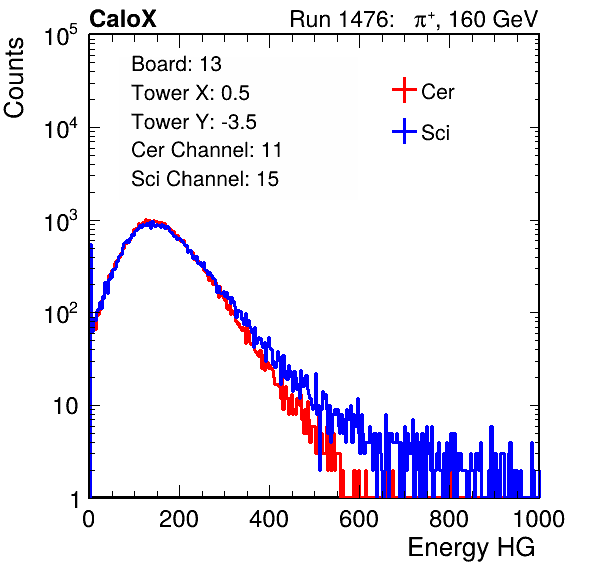 CaloX Run 1476: π⁺, 160 GeV
Counts
Board: 13
Tower X: 0.5
Tower Y: -3.5
Cer Channel: 11
Sci Channel: 15
Cer
Sci
10⁵
10⁴
10³
10²
10
1
0 200 400 600 800 1000
Energy HG